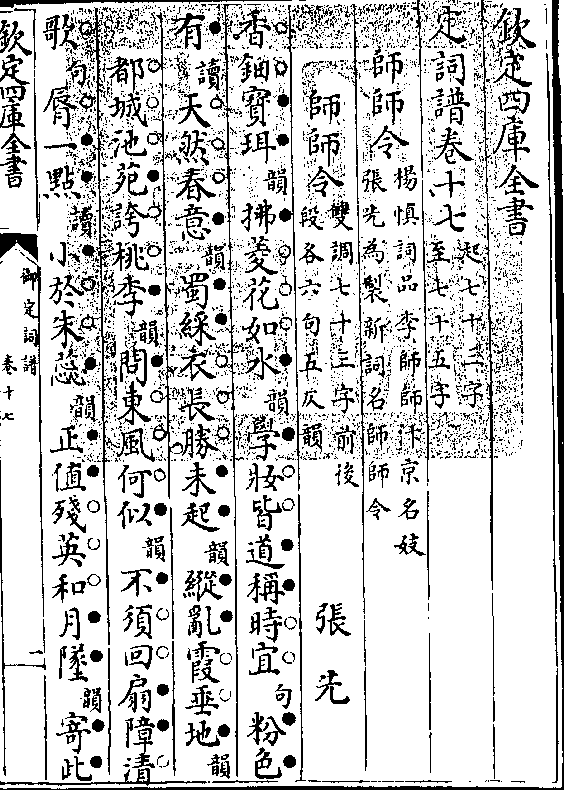 欽定四庫全書
定詞譜卷十七 起七十三字
至七十五字
師師令 楊慎詞品李師師汴京名妓
張先為製新詞名師師令
師師令 雙調七十三字前後
段各六句五仄韻 張先
香鈿寶珥韻拂菱花如水韻學妝皆道稱時宜句粉色
有讀天然春意韻蜀綵衣長勝未起韻縱亂霞垂地韻
都城池苑誇桃李韻問東風何似韻不須回扇障清
歌句脣一點讀小於朱蕊韻正值殘英和月墜韻寄此
欽定四庫全書
御定詞譜
卷十七
一